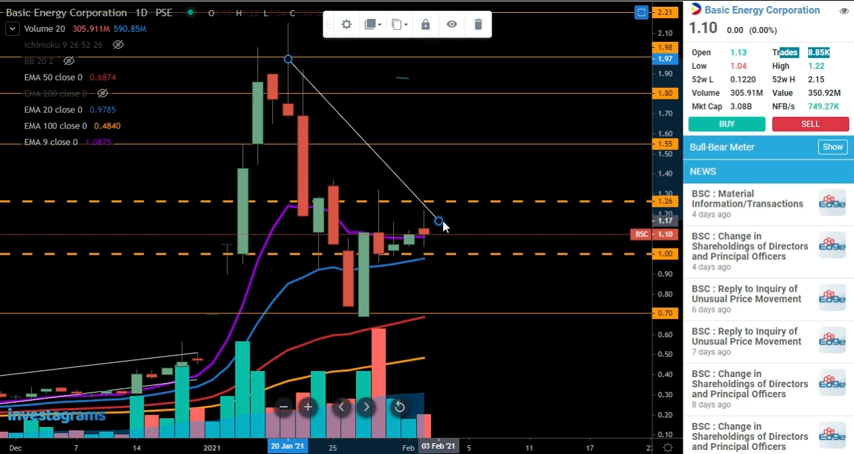 Basic Energy Corporation 1D PSE O H L C
Volume 20 305.911M 590.85M
Ichimoku 9 26 52 26
BB 20 2
EMA 50 close 0 0.6874
EMA 200 close 0
EMA 20 close 0 0.9785
EMA 100 close 0 0.4840
EMA 9 close 0 1.0875
2.21
2.10
1.98
1.97
1.90
1.80
1.70
1.55
1.50
1.40
1.30
1.26
1.17
BSC 1.10
1.00
0.90
0.80
0.70
0.60
0.50
0.40
0.30
0.20
0.10
investagrams
Dec 7 14 2021 20 Jan '21 25 Feb 03 Feb '21 5 11 17
Basic Energy Corporation
1.10 0.00 (0.00%)
Open 1.13 Trades 8.85K
Low 1.04 High 1.22
52w L 0.1220 52w H 2.15
Volume 305.91M Value 350.92M
Mkt Cap 3.08B NFB/s 749.27K
BUY SELL
Bull-Bear Meter Show
NEWS
BSC : Material
Information/Transactions
4 days ago
BSC : Change in
Shareholdings of Directors
and Principal Officers
4 days ago
BSC : Reply to Inquiry of
Unusual Price Movement
6 days ago
BSC : Reply to Inquiry of
Unusual Price Movement
7 days ago
BSC : Change in
Shareholdings of Directors
and Principal Officers
8 days ago
BSC : Change in
Shareholdings of Directors
and Principal Officers